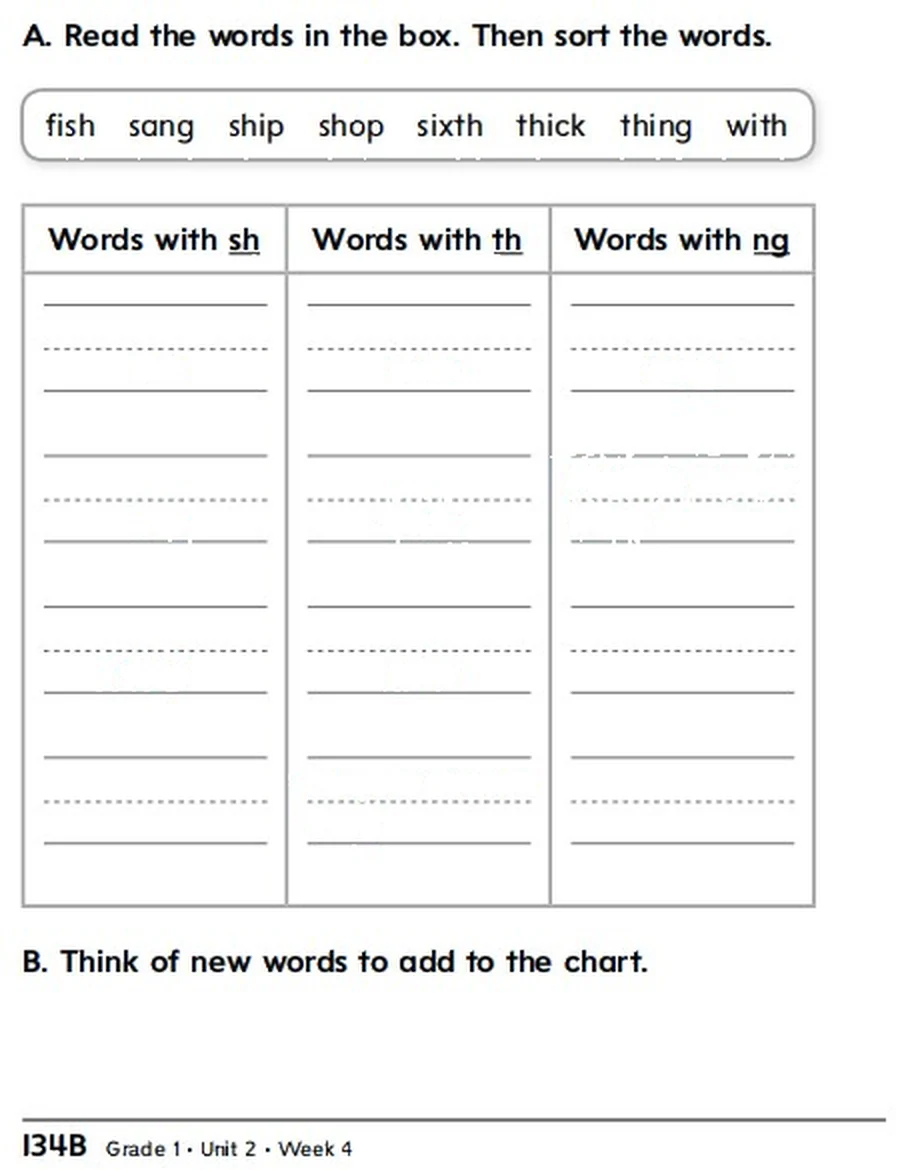 A. Read the words in the box. Then sort the words.
fish sang ship shop sixth thick thing with
Words with sh Words with th Words with ng
B. Think of new words to add to the chart.
134B Grade 1 • Unit 2 • Week 4